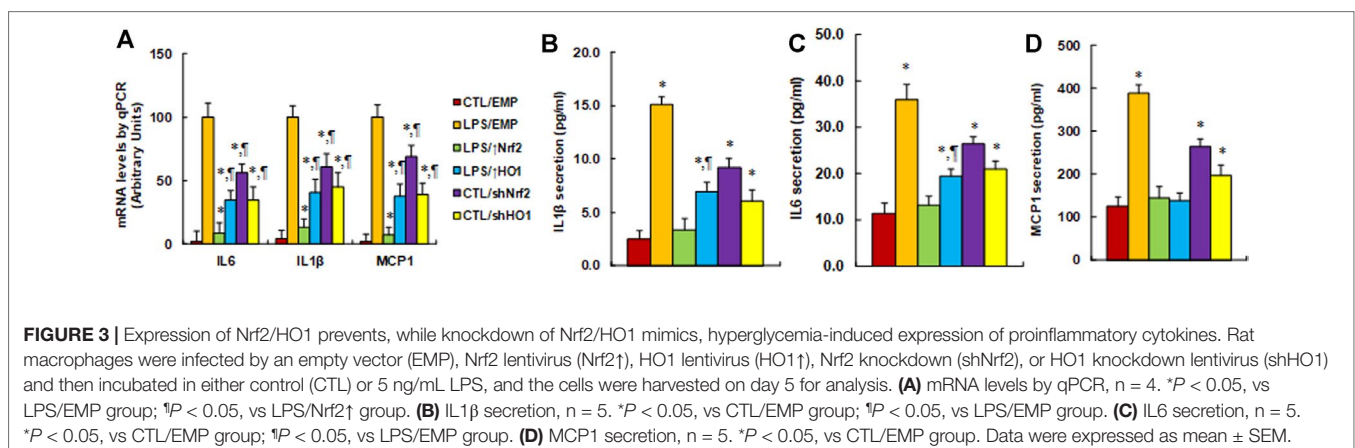 A
B
C
D
150
100
50
0
mRNA levels by qPCR
(Arbitrary Units)
*
*,¶
*,¶
*,¶
*
*,¶
*,¶
*,¶
*
*,¶
*,¶
*,¶
IL6
IL1β
MCP1
CTL/EMP
LPS/EMP
LPS/↑Nrf2
LPS/↑HO1
CTL/shNrf2
CTL/shHO1
20.0
15.0
10.0
5.0
0.0
IL1β secretion (pg/ml)
*
*,¶
*
*
50.0
40.0
30.0
20.0
10.0
0.0
IL6 secretion (pg/ml)
*
*,¶
*
*
500
400
300
200
100
0
MCP1 secretion (pg/ml)
*
*
*
FIGURE 3 | Expression of Nrf2/HO1 prevents, while knockdown of Nrf2/HO1 mimics, hyperglycemia-induced expression of proinflammatory cytokines. Rat
macrophages were infected by an empty vector (EMP), Nrf2 lentivirus (Nrf2↑), HO1 lentivirus (HO1↑), Nrf2 knockdown (shNrf2), or HO1 knockdown lentivirus (shHO1)
and then incubated in either control (CTL) or 5 ng/mL LPS, and the cells were harvested on day 5 for analysis. (A) mRNA levels by qPCR, n = 4. *P < 0.05, vs
LPS/EMP group; ¶P < 0.05, vs LPS/Nrf2↑ group. (B) IL1β secretion, n = 5. *P < 0.05, vs CTL/EMP group; ¶P < 0.05, vs LPS/EMP group. (C) IL6 secretion, n = 5.
*P < 0.05, vs CTL/EMP group; ¶P < 0.05, vs LPS/EMP group. (D) MCP1 secretion, n = 5. *P < 0.05, vs CTL/EMP group. Data were expressed as mean ± SEM.